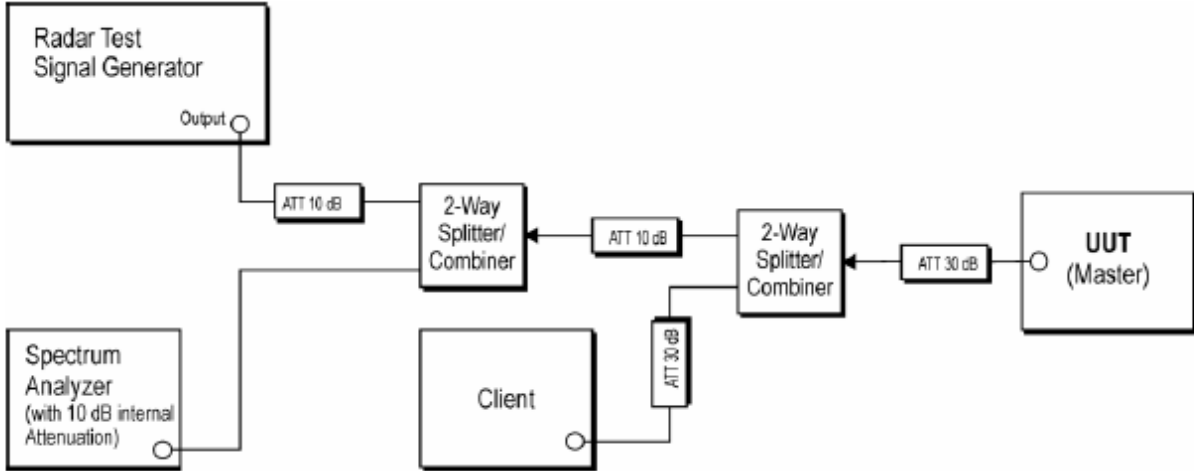 Radar Test
Signal Generator
Output
ATT 10 dB
2-Way
Splitter/
Combiner
ATT 10 dB
2-Way
Splitter/
Combiner
ATT 30 dB
UUT
(Master)
Spectrum
Analyzer
(with 10 dB internal
Attenuation)
Client
ATT 30 dB